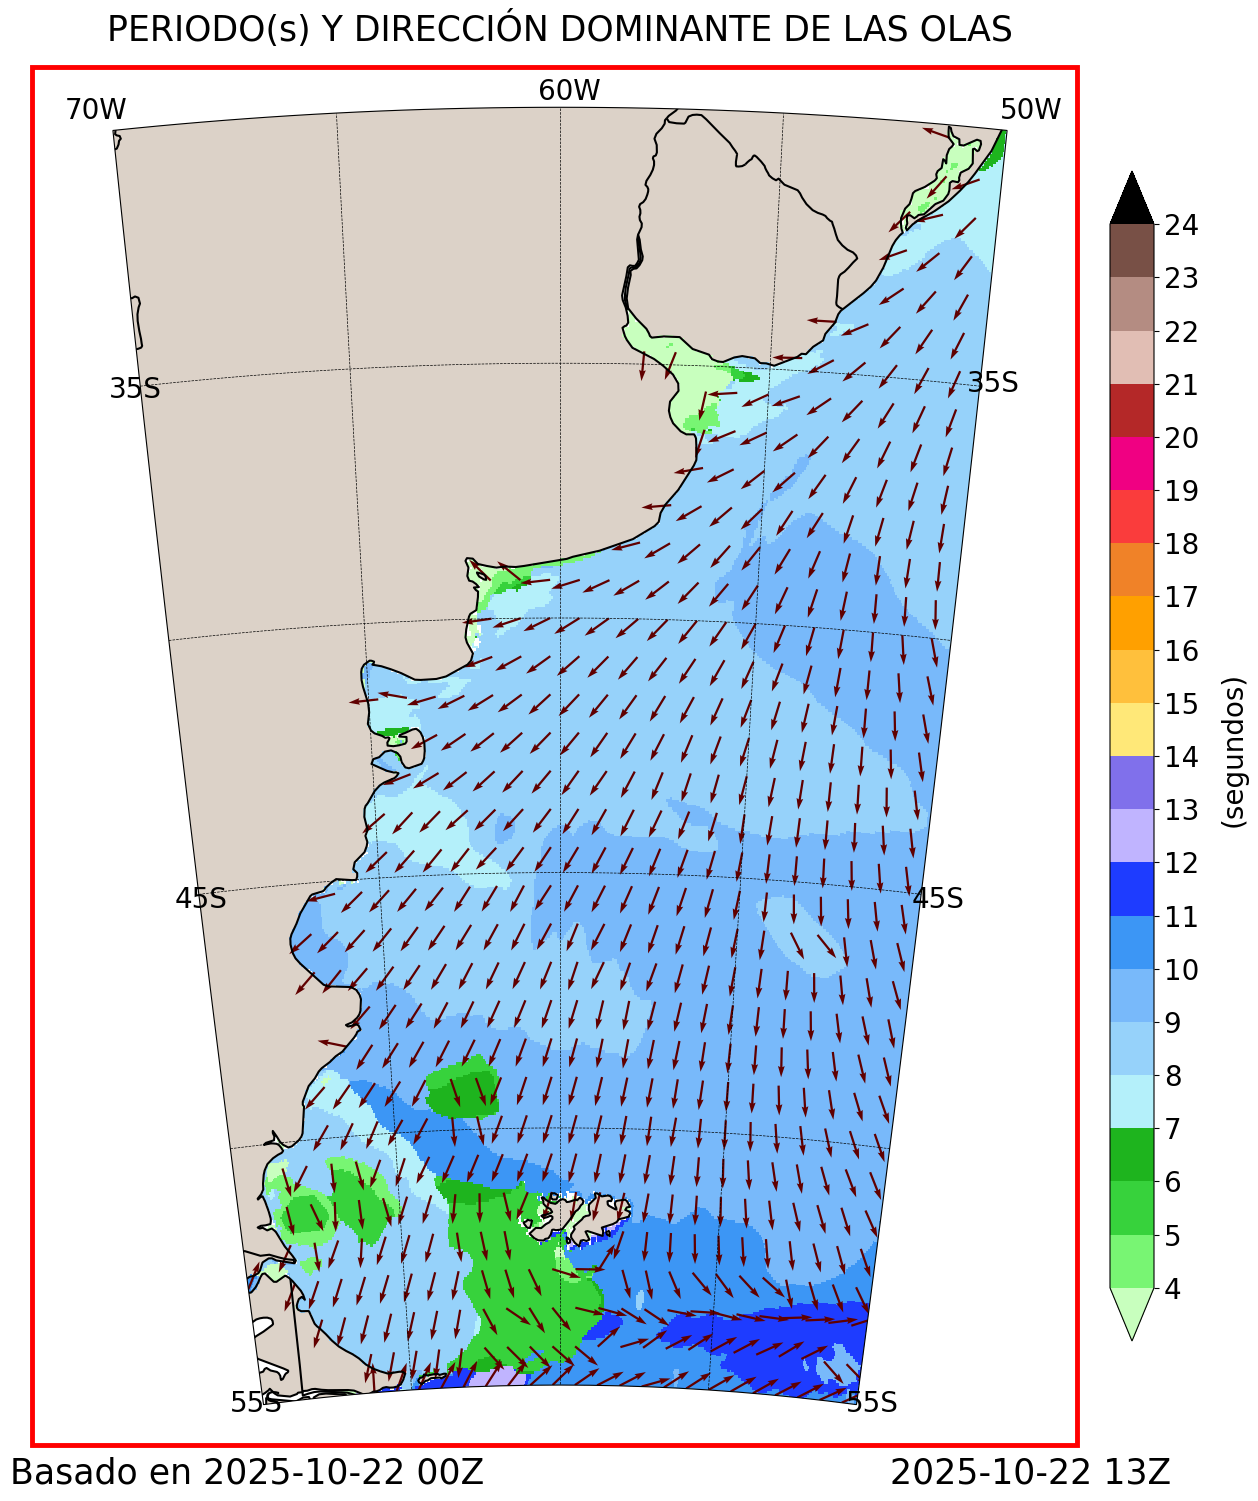 PERIODO(s) Y DIRECCIÓN DOMINANTE DE LAS OLAS
70W
60W
50W
35S
35S
45S
45S
55S
55S
24
23
22
21
20
19
18
17
16
15
14
13
12
11
10
9
8
7
6
5
4
(segundos)
Basado en 2025-10-22 00Z
2025-10-22 13Z